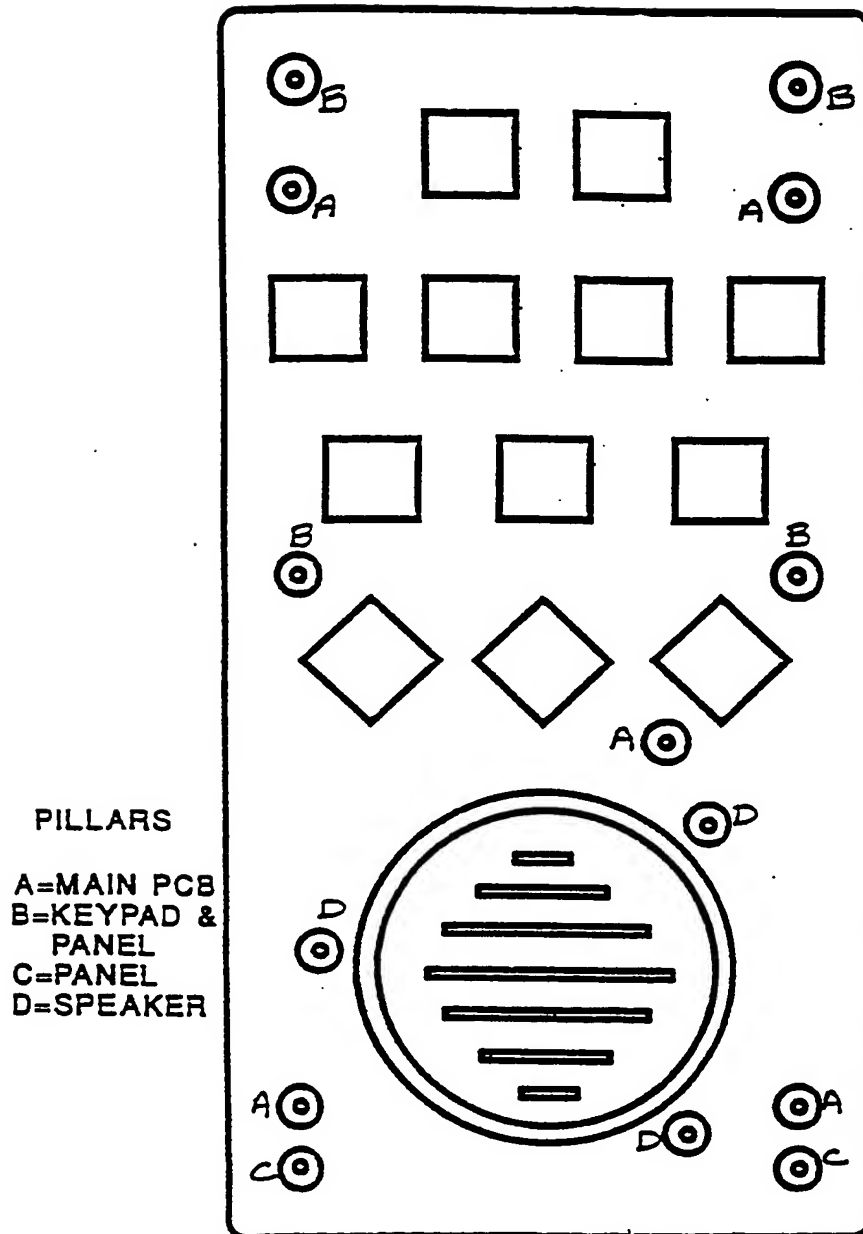 B B
A A
B B
A
D
PILLARS
A=MAIN PCB
D
B=KEYPAD &
PANEL
C=PANEL
D=SPEAKER
A A
D
C C